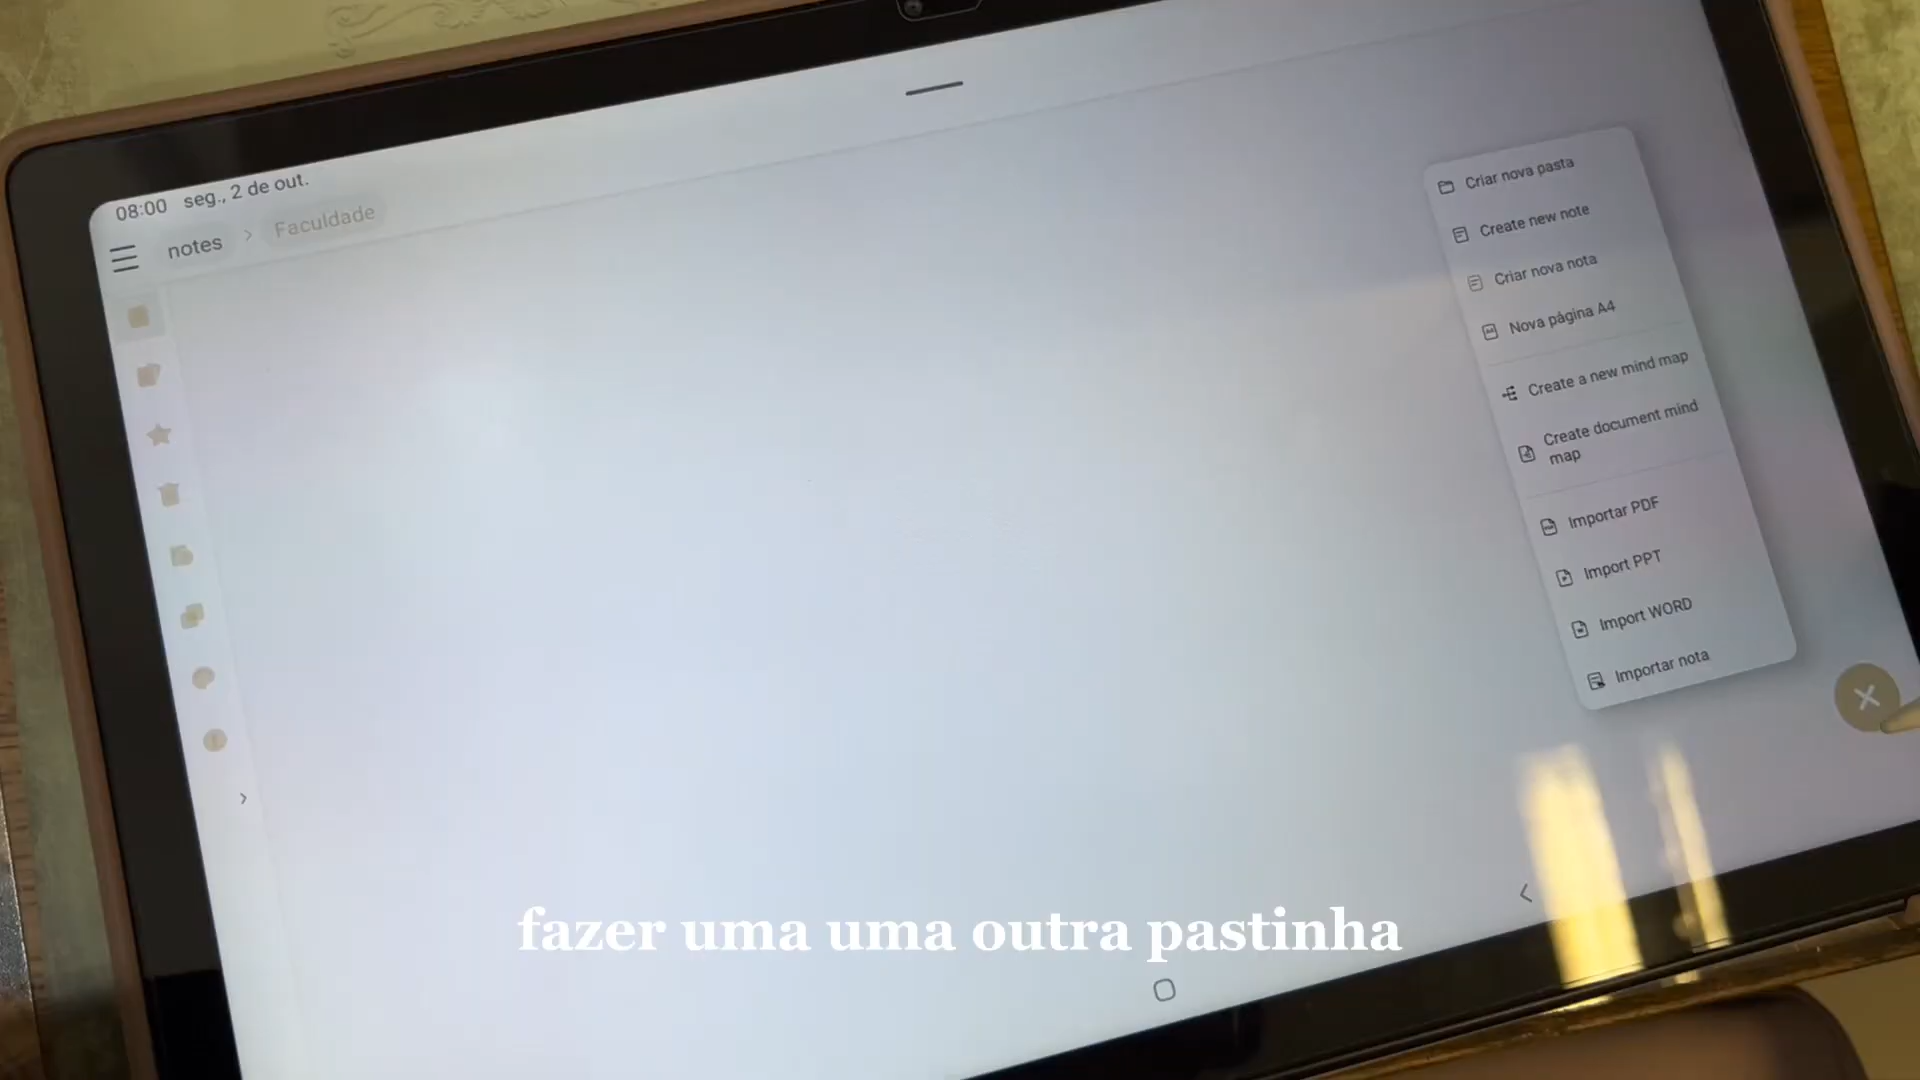 08:00 seg., 2 de out.
notes > Faculdade
Criar nova pasta
Create new note
Criar nova nota
Nova página A4
Create a new mind map
Create document mind
map
Importar PDF
Import PPT
Import WORD
Importar nota
fazer uma uma outra pastinha